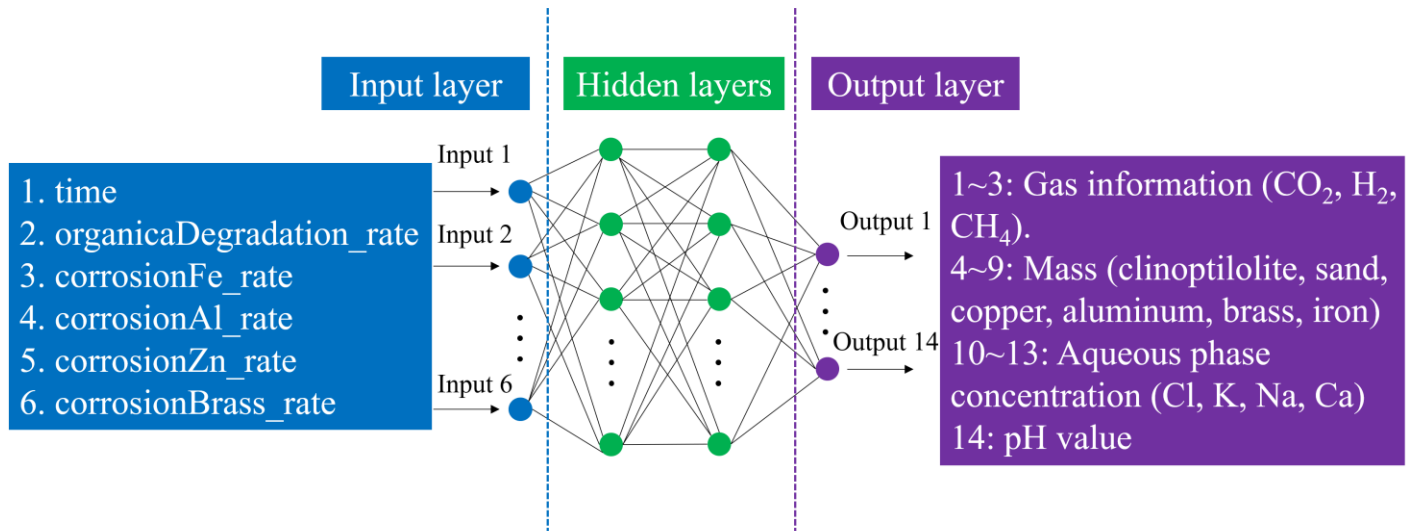 Input layer
Hidden layers
Output layer
1. time
2. organicaDegradation_rate
3. corrosionFe_rate
4. corrosionAl_rate
5. corrosionZn_rate
6. corrosionBrass_rate
Input 1
Input 2
Input 6
Output 1
Output 14
1~3: Gas information (CO₂, H₂,
CH₄).
4~9: Mass (clinoptilolite, sand,
copper, aluminum, brass, iron)
10~13: Aqueous phase
concentration (Cl, K, Na, Ca)
14: pH value